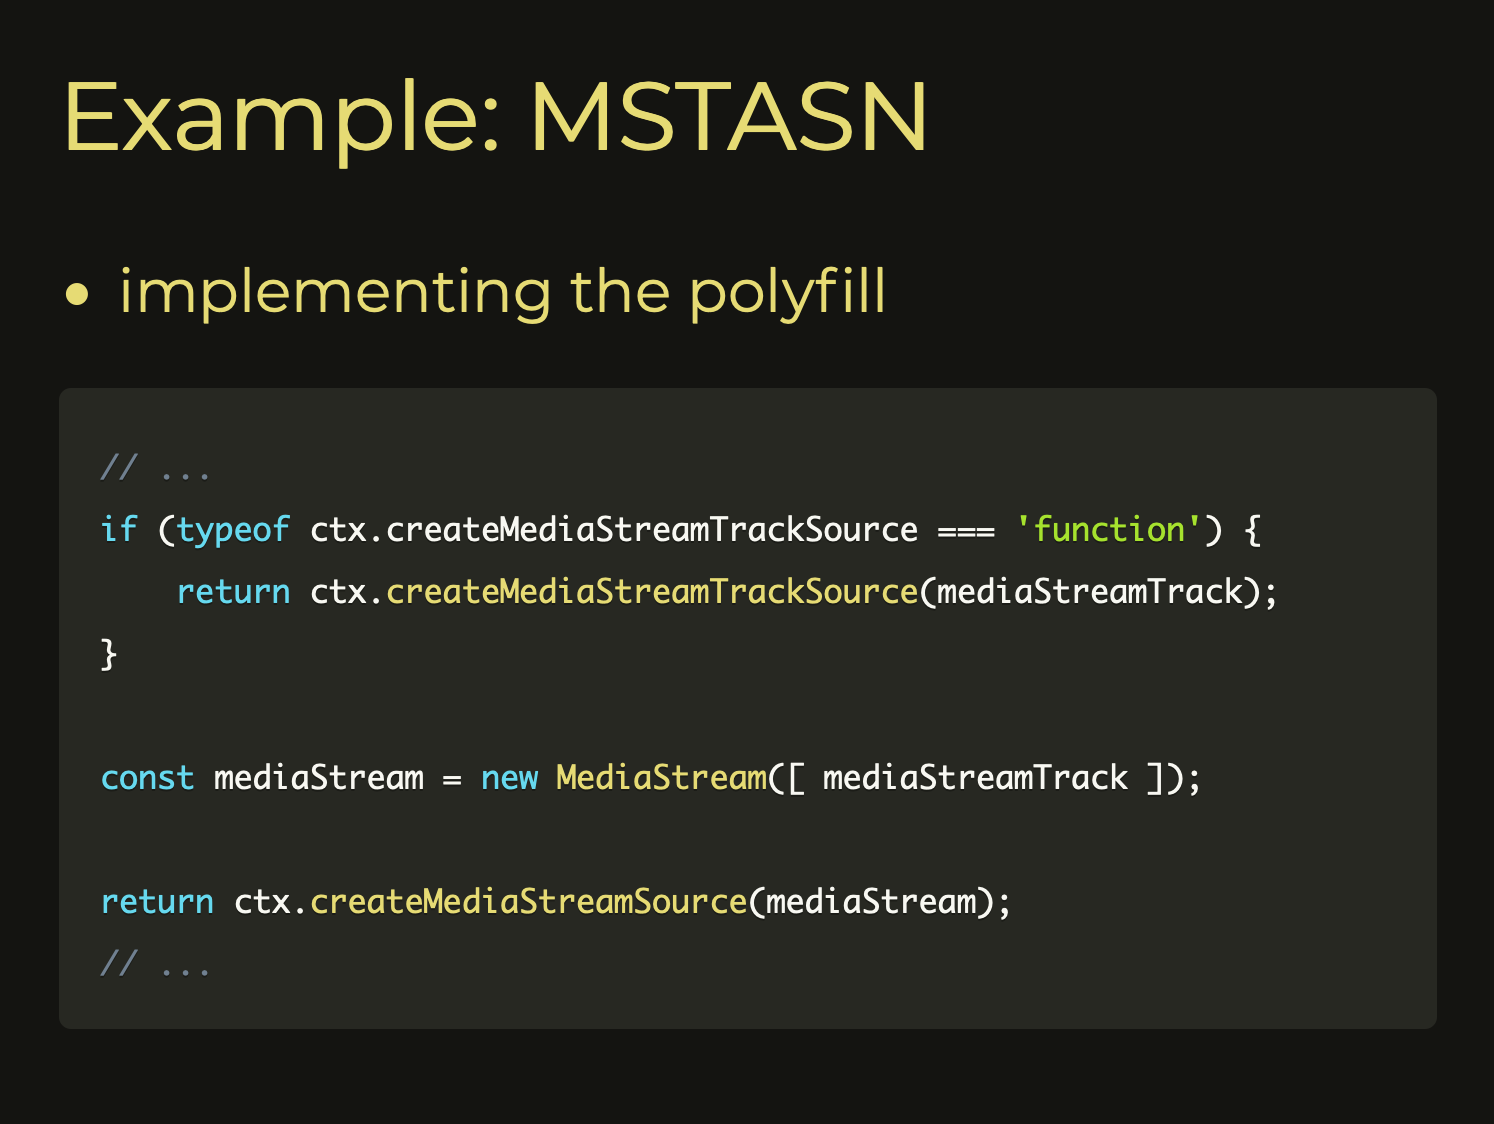 Example: MSTASN
• implementing the polyfill
// ...
if (typeof ctx.createMediaStreamTrackSource === 'function') {
    return ctx.createMediaStreamTrackSource(mediaStreamTrack);
}
const mediaStream = new MediaStream([ mediaStreamTrack ]);
return ctx.createMediaStreamSource(mediaStream);
// ...